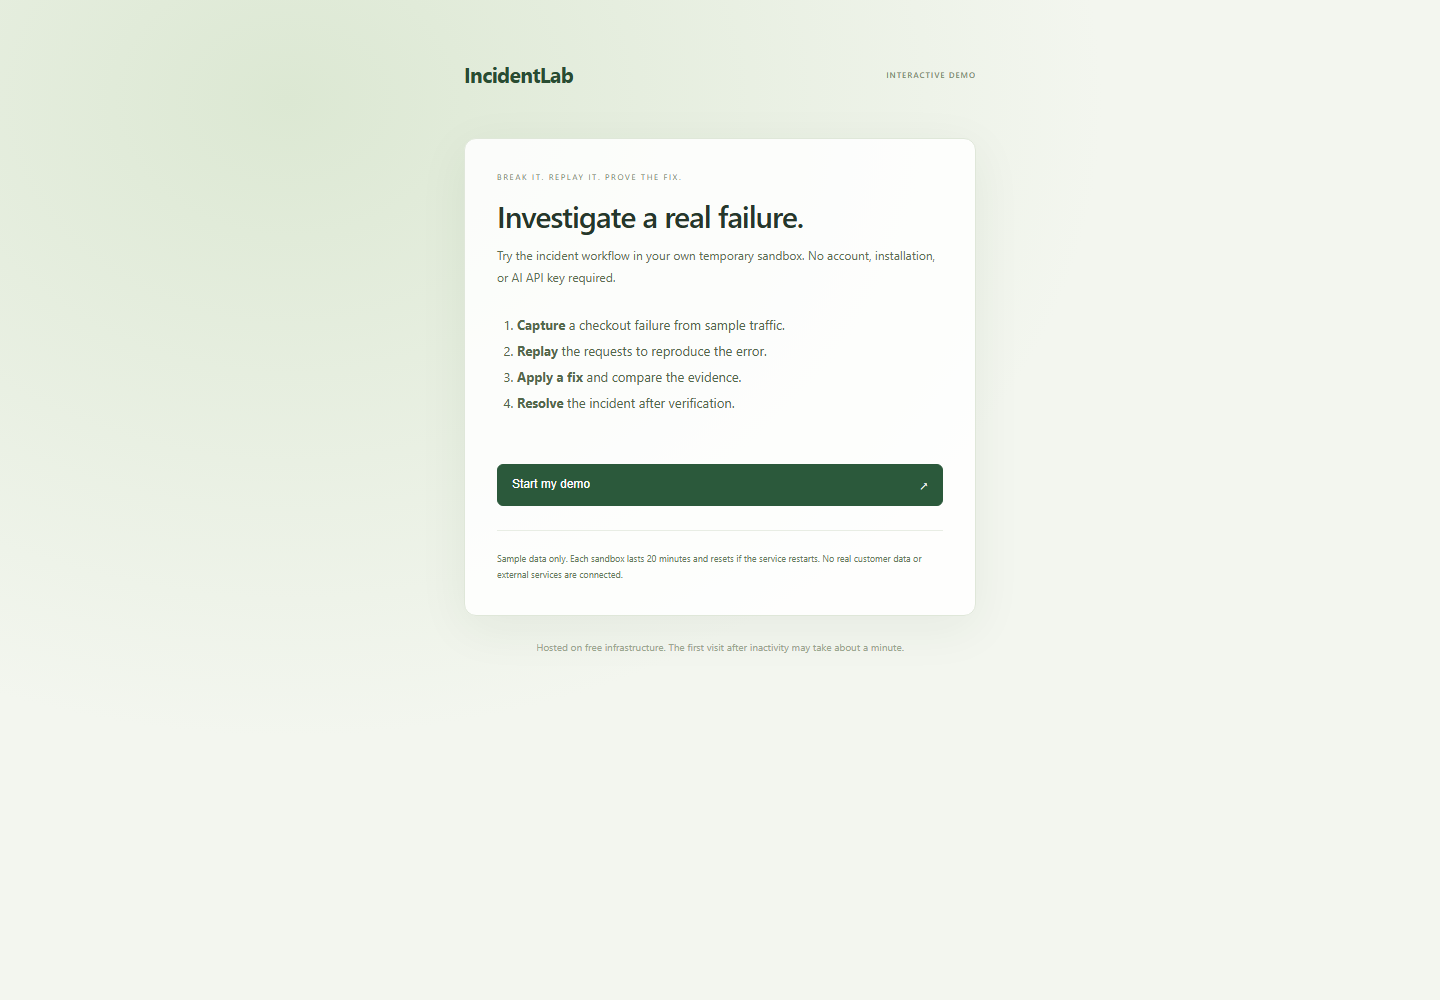 IncidentLab
INTERACTIVE DEMO
BREAK IT. REPLAY IT. PROVE THE FIX.
Investigate a real failure.
Try the incident workflow in your own temporary sandbox. No account, installation,
or AI API key required.
1. Capture a checkout failure from sample traffic.
2. Replay the requests to reproduce the error.
3. Apply a fix and compare the evidence.
4. Resolve the incident after verification.
Start my demo ↗
Sample data only. Each sandbox lasts 20 minutes and resets if the service restarts. No real customer data or
external services are connected.
Hosted on free infrastructure. The first visit after inactivity may take about a minute.